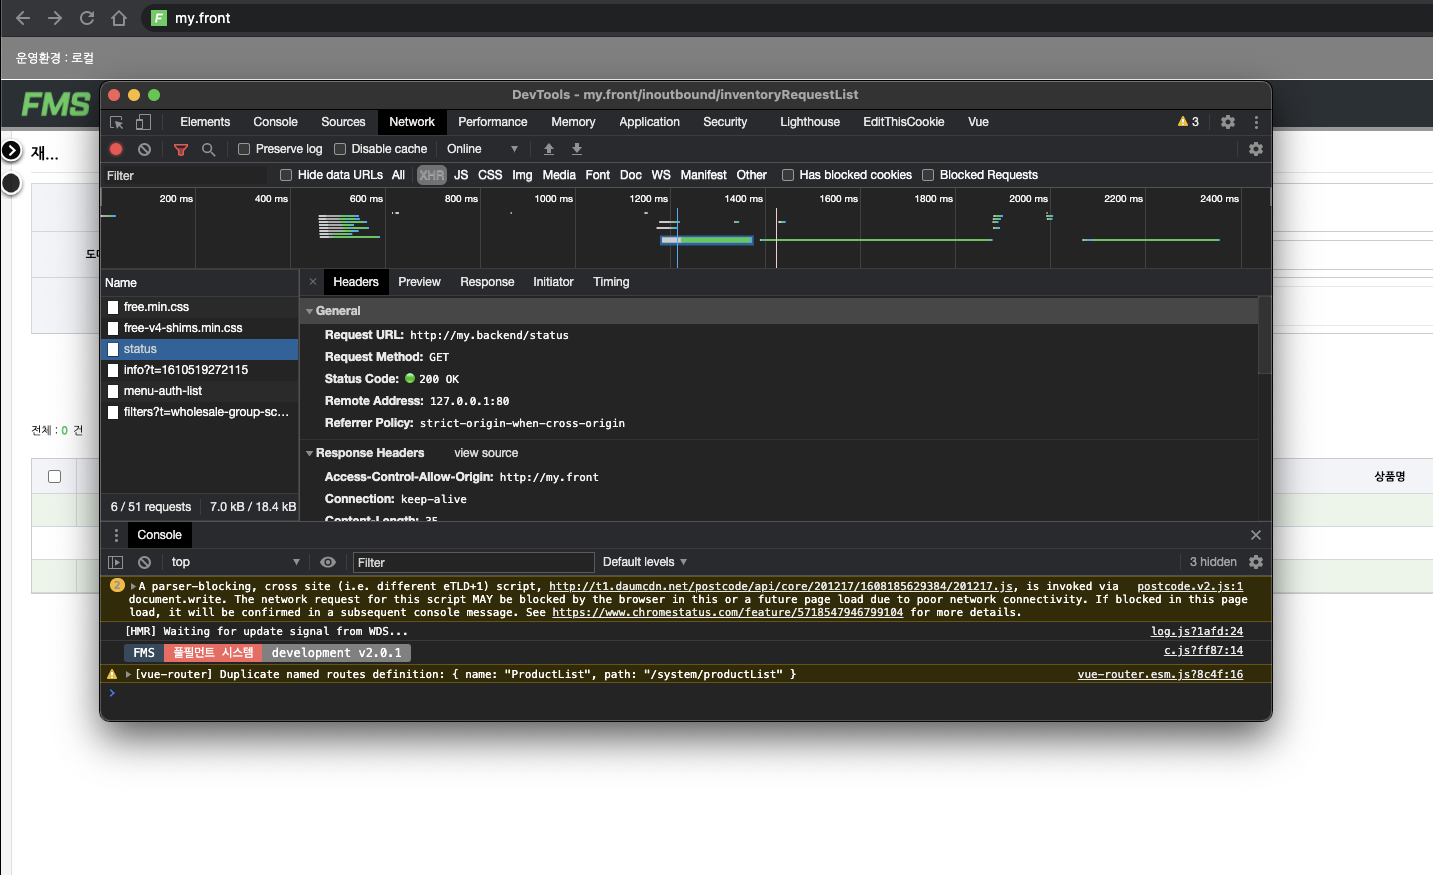 my.front
운영환경 : 로컬
FMS
DevTools - my.front/inoutbound/inventoryRequestList
Elements Console Sources Network Performance Memory Application Security Lighthouse EditThisCookie Vue 3
재...
Preserve log Disable cache Online
Filter Hide data URLs All XHR JS CSS Img Media Font Doc WS Manifest Other Has blocked cookies Blocked Requests
200 ms 400 ms 600 ms 800 ms 1000 ms 1200 ms 1400 ms 1600 ms 1800 ms 2000 ms 2200 ms 2400 ms
Name
free.min.css
free-v4-shims.min.css
status
info?t=1610519272115
menu-auth-list
filters?t=wholesale-group-sc...
6 / 51 requests 7.0 kB / 18.4 kB
× Headers Preview Response Initiator Timing
General
Request URL: http://my.backend/status
Request Method: GET
Status Code: 200 OK
Remote Address: 127.0.0.1:80
Referrer Policy: strict-origin-when-cross-origin
Response Headers view source
Access-Control-Allow-Origin: http://my.front
Connection: keep-alive
Content-Length: 35
전체 : 0 건
상품명
Console
top Filter Default levels 3 hidden
2 A parser-blocking, cross site (i.e. different eTLD+1) script, http://t1.daumcdn.net/postcode/api/core/201217/1608185629384/201217.js, is invoked via postcode.v2.js:1
document.write. The network request for this script MAY be blocked by the browser in this or a future page load due to poor network connectivity. If blocked in this page
load, it will be confirmed in a subsequent console message. See https://www.chromestatus.com/feature/5718547946799104 for more details.
[HMR] Waiting for update signal from WDS... log.js?1afd:24
FMS 풀필먼트 시스템 development v2.0.1 c.js?ff87:14
[vue-router] Duplicate named routes definition: { name: "ProductList", path: "/system/productList" } vue-router.esm.js?8c4f:16